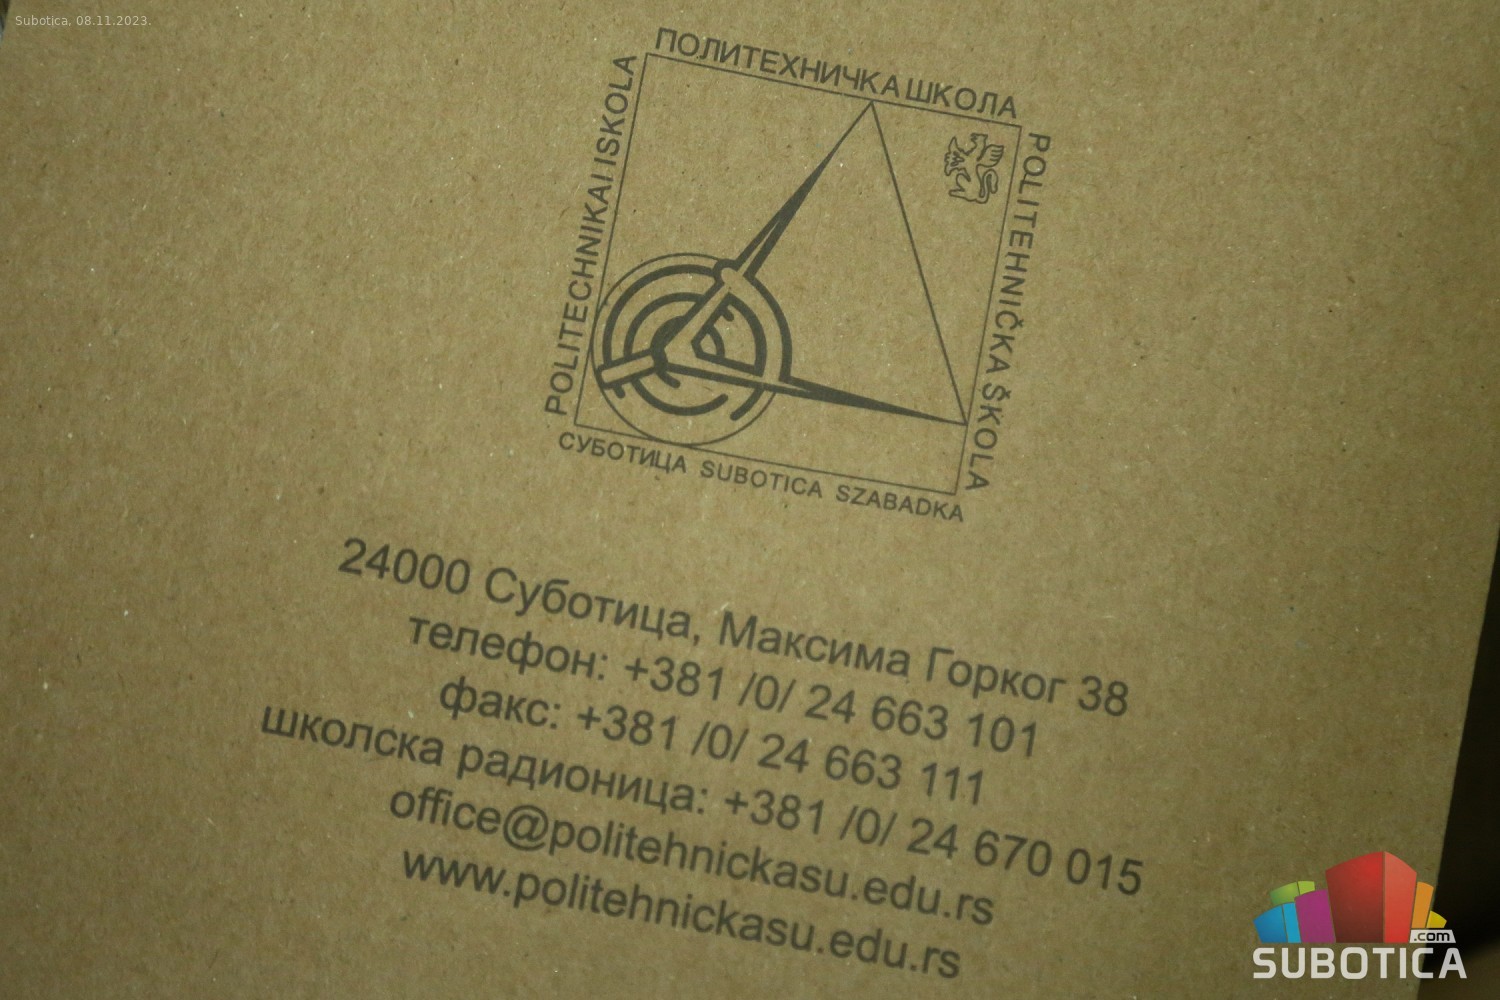 Subotica, 08.11.2023.
ПОЛИТЕХНИЧКА ШКОЛА
POLITECHNIKAI ISKOLA
POLITEHNIČKA ŠKOLA
СУБОТИЦА SUBOTICA SZABADKA
24000 Суботица, Максима Горког 38
телефон: +381 /0/ 24 663 101
факс: +381 /0/ 24 663 111
школска радионица: +381 /0/ 24 670 015
office@politehnickasu.edu.rs
www.politehnickasu.edu.rs
.com
SUBOTICA